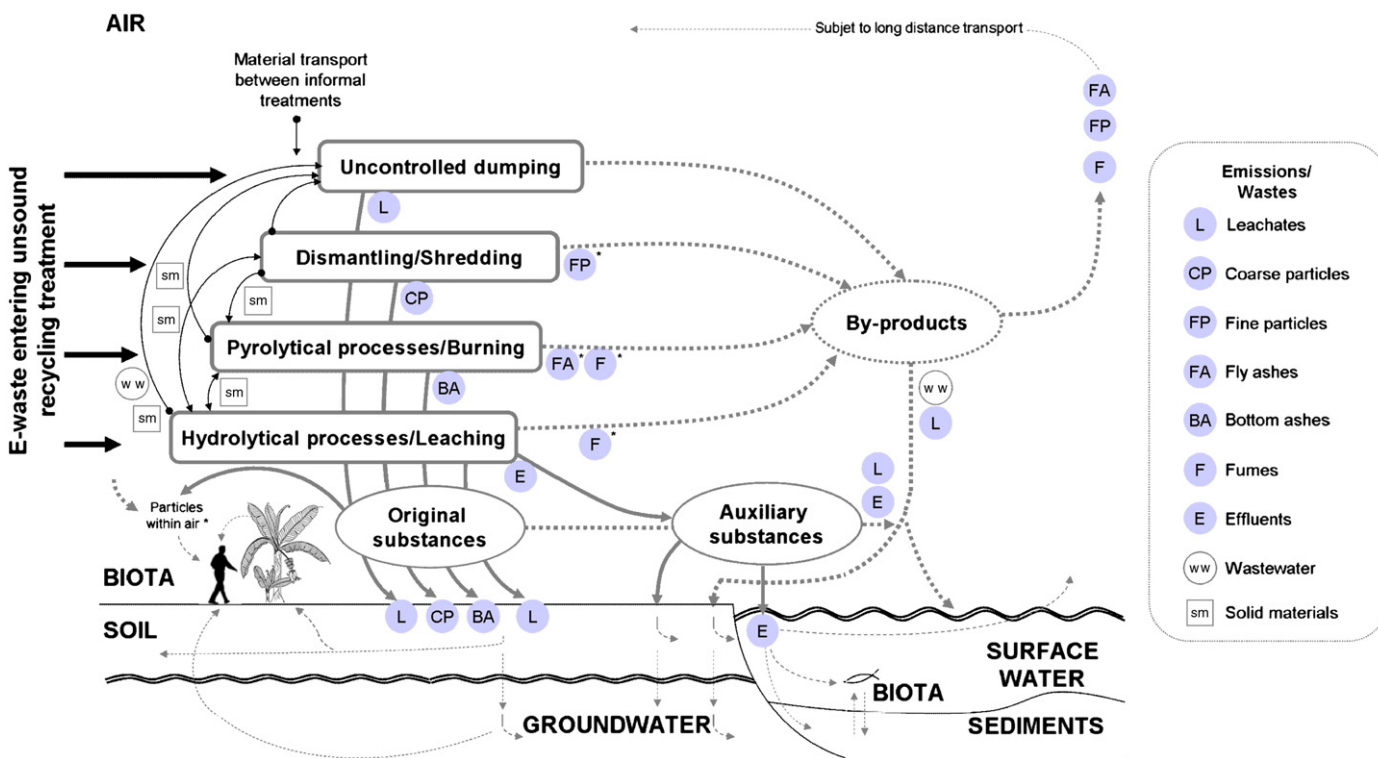 AIR
Subjet to long distance transport
Material transport
between informal
treatments
FA
FP
F
E-waste entering unsound
recycling treatment
Uncontrolled dumping
L
Dismantling/Shredding
FP*
CP
sm
sm
sm
Pyrolytical processes/Burning
FA* F*
BA
By-products
w w
sm
sm
w w
L
Hydrolytical processes/Leaching
F*
E
L
E
Particles
within air *
Original
substances
Auxiliary
substances
BIOTA
SOIL
L CP BA L
E
SURFACE
WATER
BIOTA
GROUNDWATER
SEDIMENTS
Emissions/
Wastes
L Leachates
CP Coarse particles
FP Fine particles
FA Fly ashes
BA Bottom ashes
F Fumes
E Effluents
w w Wastewater
sm Solid materials